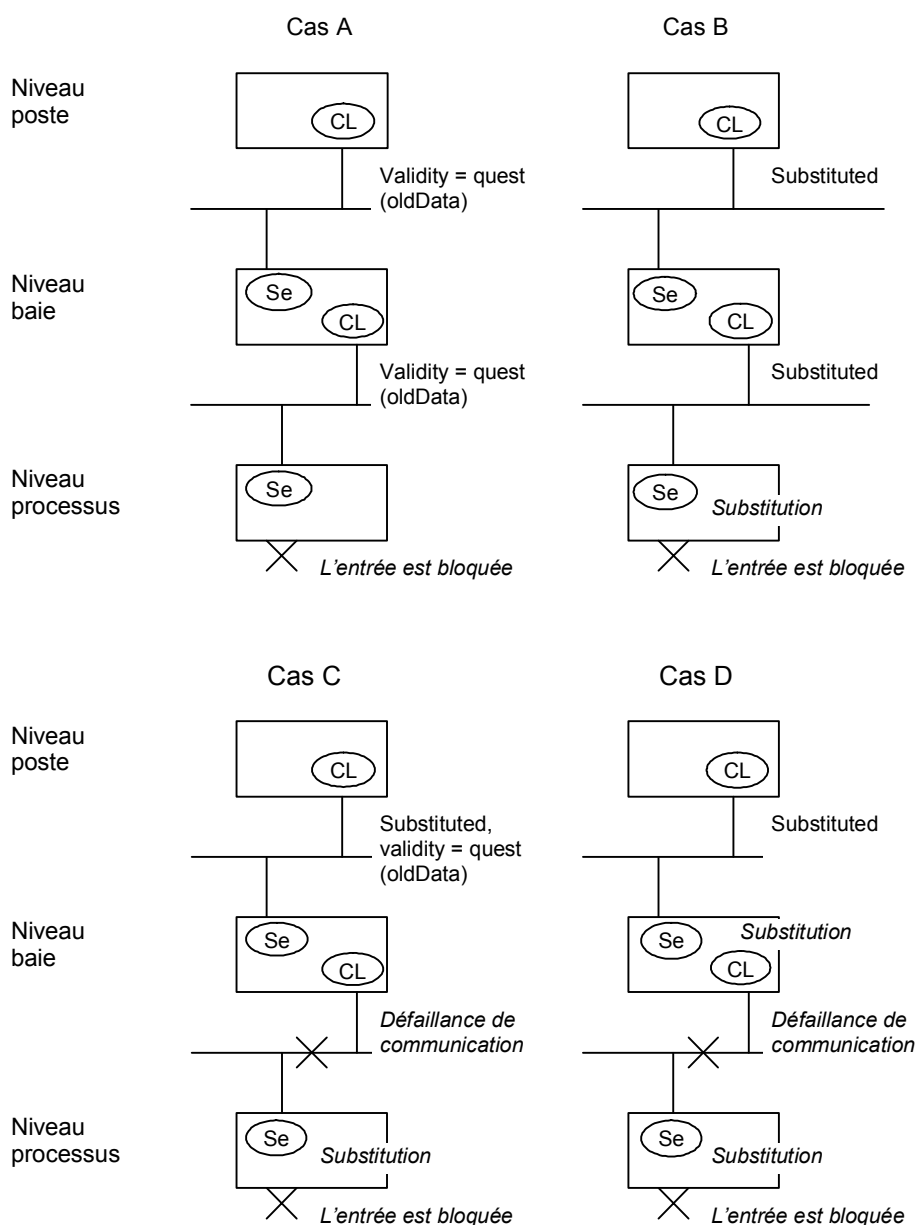 Cas A
Cas B
Niveau
poste
CL
CL
Validity = quest
(oldData)
Substituted
Niveau
baie
Se
CL
Se
CL
Validity = quest
(oldData)
Substituted
Niveau
processus
Se
Se
Substitution
L'entrée est bloquée
L'entrée est bloquée
Cas C
Cas D
Niveau
poste
CL
CL
Substituted,
validity = quest
(oldData)
Substituted
Niveau
baie
Se
CL
Se
Substitution
CL
Défaillance de
communication
Défaillance de
communication
Niveau
processus
Se
Substitution
Se
Substitution
L'entrée est bloquée
L'entrée est bloquée